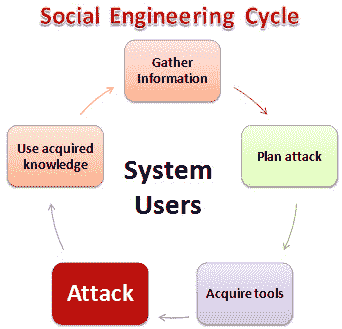 Social Engineering Cycle
Gather
Information
Plan attack
Acquire tools
Attack
Use acquired
knowledge
System
Users